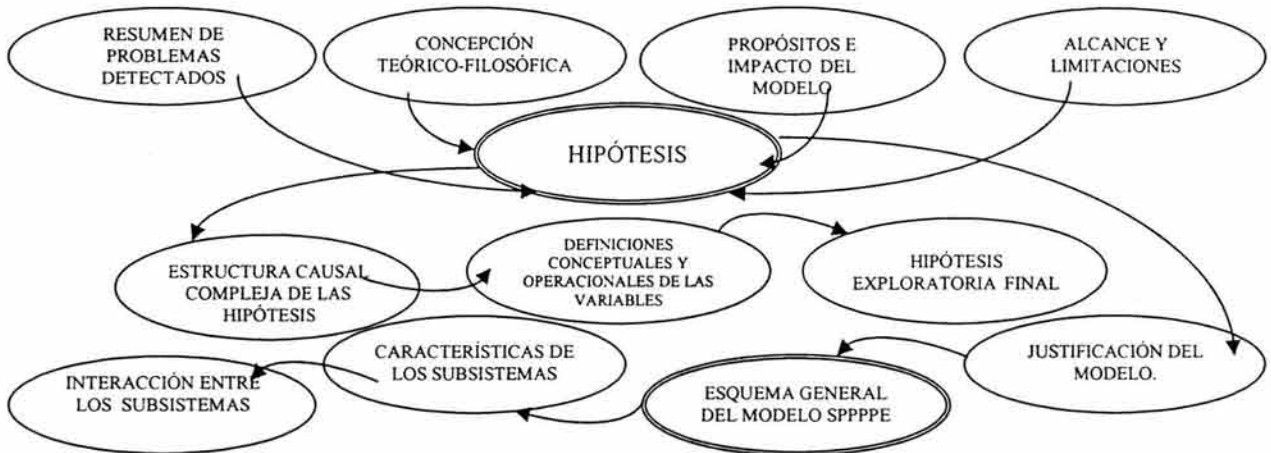 RESUMEN DE
PROBLEMAS
DETECTADOS
CONCEPCIÓN
TEÓRICO-FILOSÓFICA
PROPÓSITOS E
IMPACTO DEL
MODELO
ALCANCE Y
LIMITACIONES
HIPÓTESIS
ESTRUCTURA CAUSAL
COMPLEJA DE LAS
HIPÓTESIS
DEFINICIONES
CONCEPTUALES Y
OPERACIONALES DE LAS
VARIABLES
HIPÓTESIS
EXPLORATORIA FINAL
INTERACCIÓN ENTRE
LOS SUBSISTEMAS
CARACTERÍSTICAS DE
LOS SUBSISTEMAS
ESQUEMA GENERAL
DEL MODELO SPPPPE
JUSTIFICACIÓN DEL
MODELO.